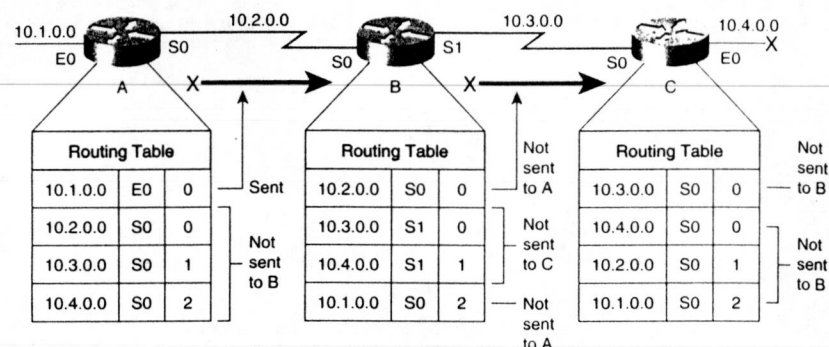 10.1.0.0
E0
S0
10.2.0.0
S0
S1
10.3.0.0
S0
E0
10.4.0.0
X
A
X
B
X
C
Routing Table
10.1.0.0 E0 0
10.2.0.0 S0 0
10.3.0.0 S0 1
10.4.0.0 S0 2
Sent
Not
sent
to B
Routing Table
10.2.0.0 S0 0
10.3.0.0 S1 0
10.4.0.0 S1 1
10.1.0.0 S0 2
Not
sent
to A
Not
sent
to C
Not
sent
to A
Routing Table
10.3.0.0 S0 0
10.4.0.0 S0 0
10.2.0.0 S0 1
10.1.0.0 S0 2
Not
sent
to B
Not
sent
to B